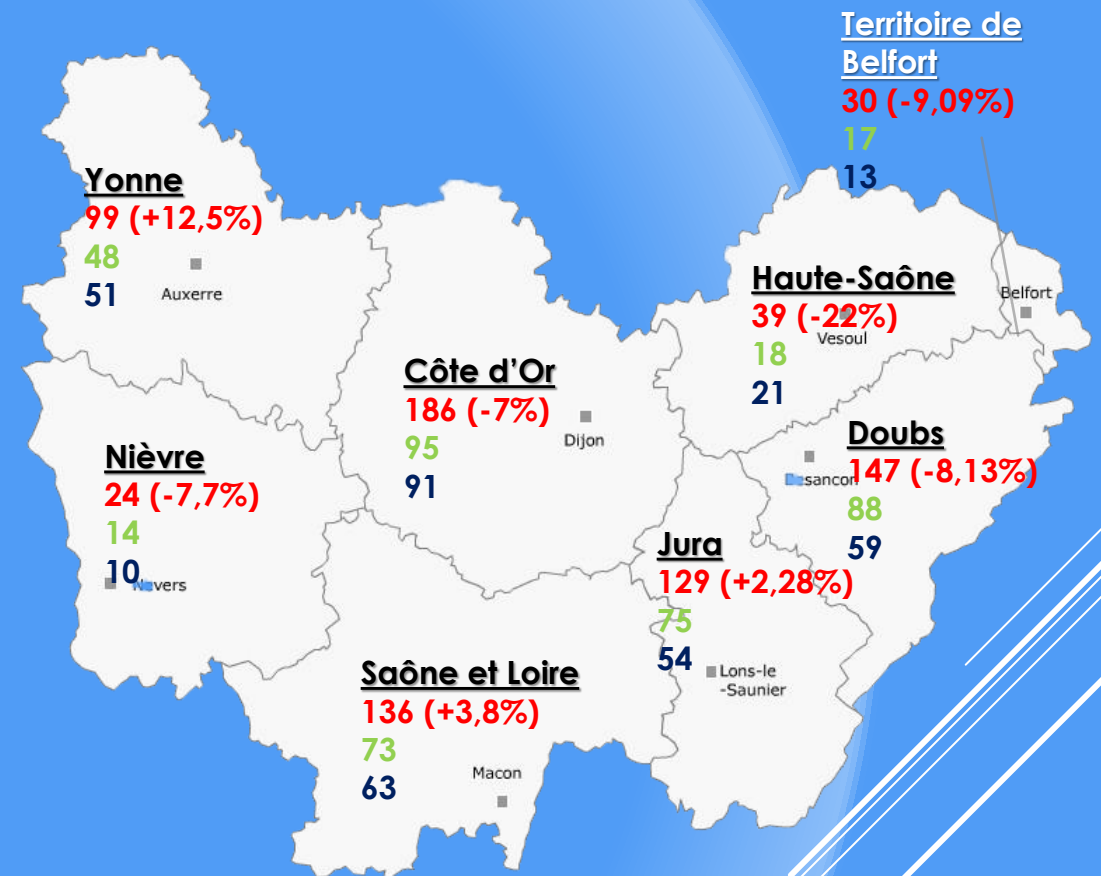 Territoire de
Belfort
30 (-9,09%)
17
13
Yonne
99 (+12,5%)
48
51
Auxerre
Haute-Saône
39 (-22%)
18
21
Vesoul
Belfort
Côte d'Or
186 (-7%)
95
91
Dijon
Doubs
147 (-8,13%)
88
59
Besancon
Nièvre
24 (-7,7%)
14
10
Nevers
Jura
129 (+2,28%)
75
54
Lons-le
-Saunier
Saône et Loire
136 (+3,8%)
73
63
Macon